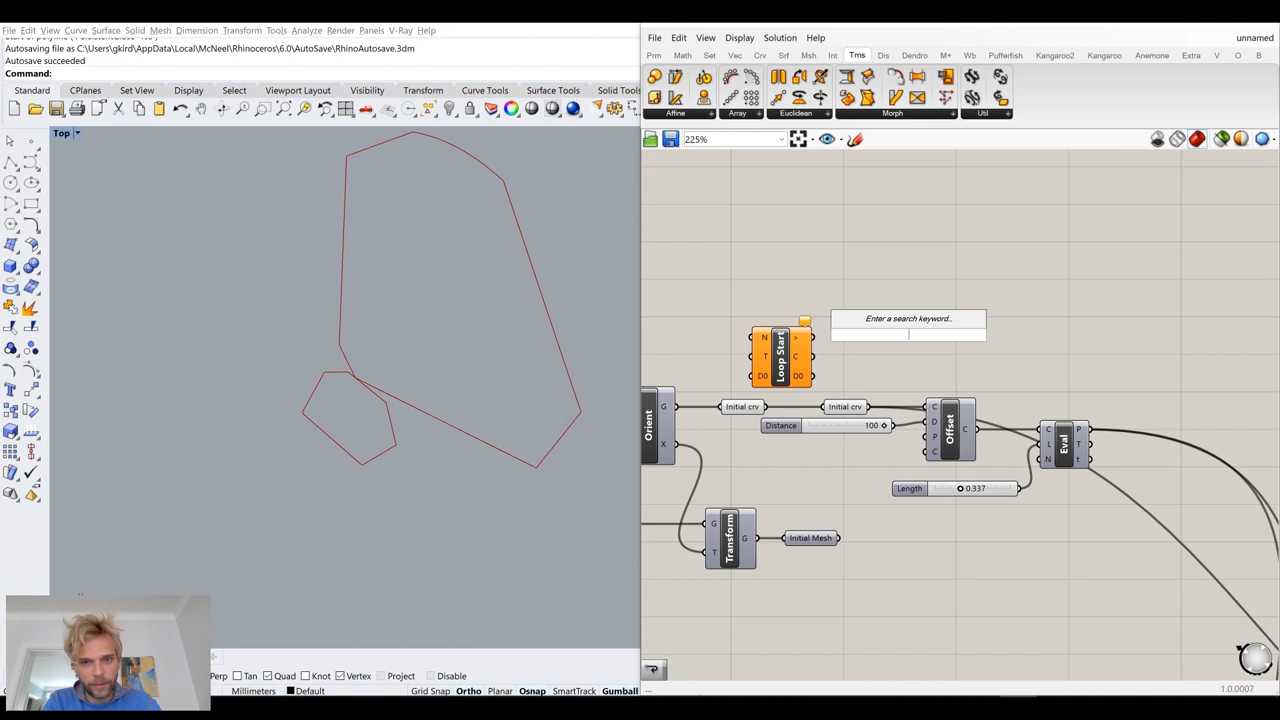 File Edit View Curve Surface Solid Mesh Dimension Transform Tools Analyze Render Panels V-Ray Help
Autosaving file as C:\Users\gkird\AppData\Local\McNeel\Rhinoceros\6.0\AutoSave\RhinoAutosave.3dm
Autosave succeeded
Command:
Standard CPlanes Set View Display Select Viewport Layout Visibility Transform Curve Tools Surface Tools Solid Tools
Top
Perp Tan Quad Knot Vertex Project Disable
Millimeters Default Grid Snap Ortho Planar Osnap SmartTrack Gumball
File Edit View Display Solution Help unnamed
Prm Math Set Vec Crv Srf Msh Int Trns Dis Dendro M+ Wb Pufferfish Kangaroo2 Kangaroo Anemone Extra V O B
Affine Array Euclidean Morph Util
225%
Enter a search keyword...
N T D0 Loop Start > C D0
Orient G X
Initial crv
Initial crv
Distance 100
C D P C Offset C
C L N Eval P T t
Length 0.337
G T Transform G
Initial Mesh
...
1.0.0007